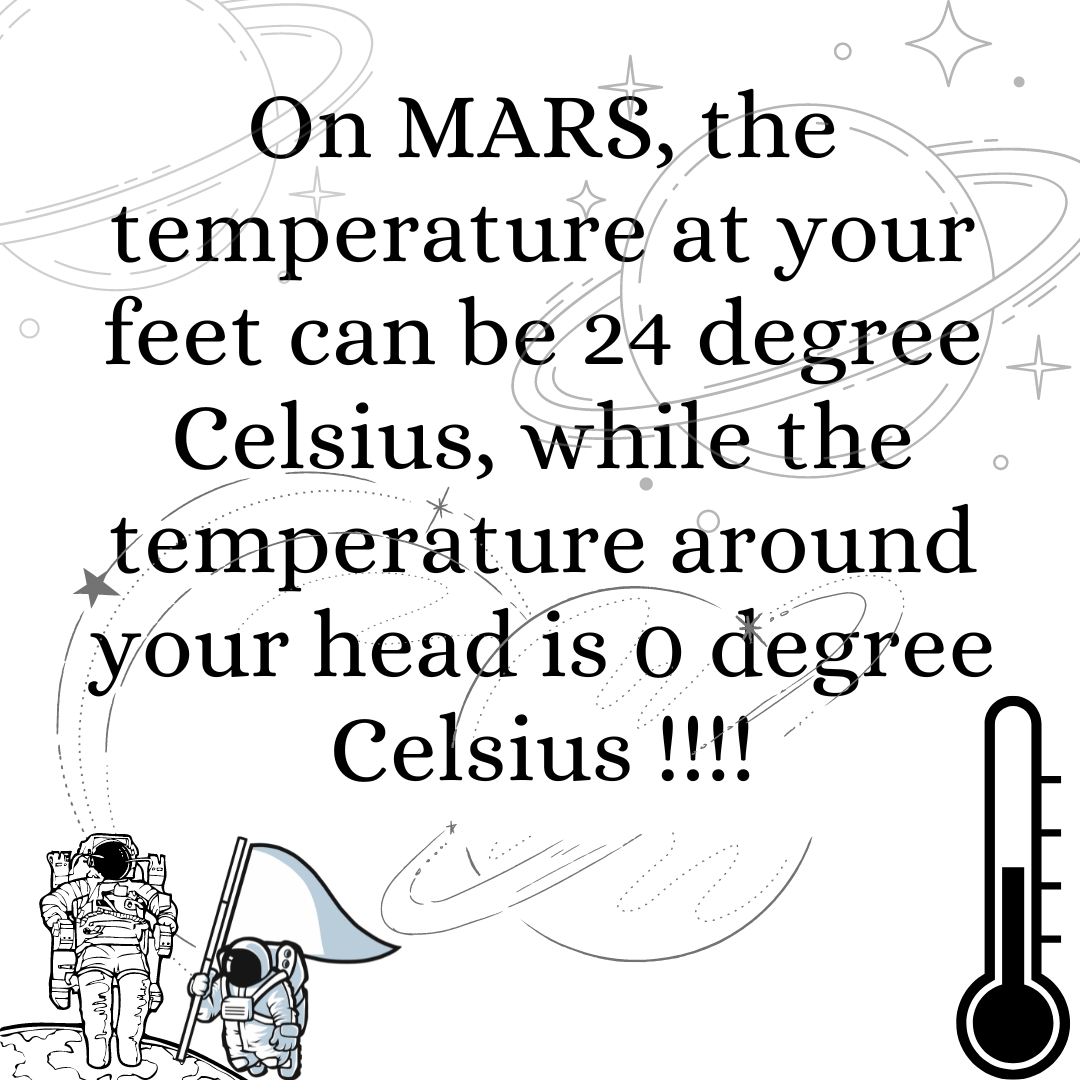 On MARS, the
temperature at your
feet can be 24 degree
Celsius, while the
temperature around
your head is 0 degree
Celsius !!!!